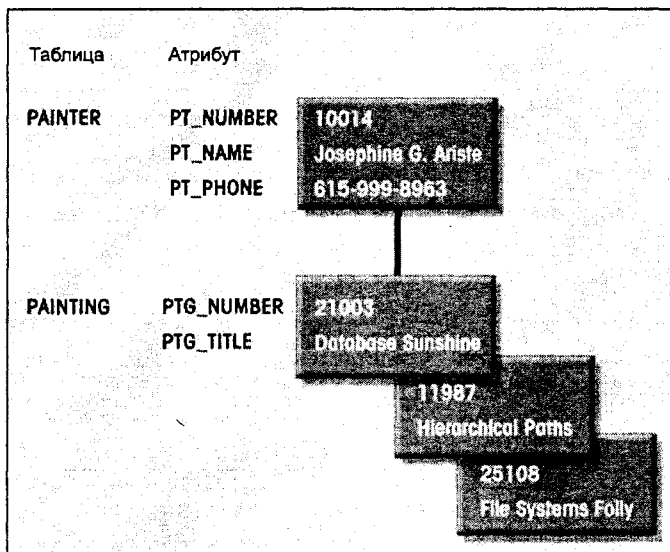 Таблица Атрибут
PAINTER PT_NUMBER 10014
PT_NAME Josephine G. Ariste
PT_PHONE 615-999-8963
PAINTING PTG_NUMBER 21003
PTG_TITLE Database Sunshine
11987
Hierarchical Paths
25108
File Systems Folly